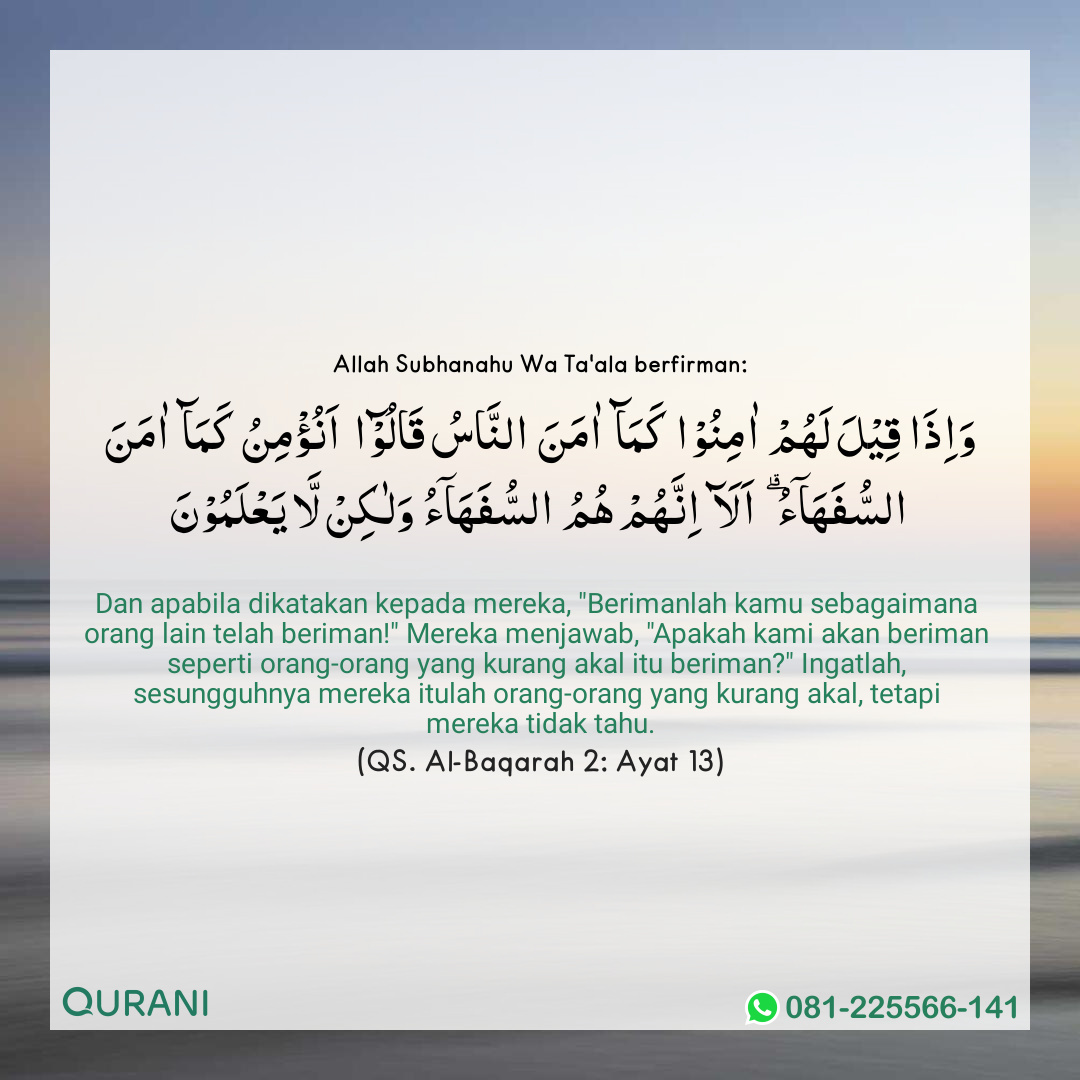 Allah Subhanahu Wa Ta'ala berfirman:
وَاِذَا قِيْلَ لَهُمْ اٰمِنُوْا كَمَآ اٰمَنَ النَّاسُ قَالُوْٓا اَنُؤْمِنُ كَمَآ اٰمَنَ
السُّفَهَآءُ ۗ اَلَآ اِنَّهُمْ هُمُ السُّفَهَآءُ وَلٰـكِنْ لَّا يَعْلَمُوْنَ
Dan apabila dikatakan kepada mereka, "Berimanlah kamu sebagaimana
orang lain telah beriman!" Mereka menjawab, "Apakah kami akan beriman
seperti orang-orang yang kurang akal itu beriman?" Ingatlah,
sesungguhnya mereka itulah orang-orang yang kurang akal, tetapi
mereka tidak tahu.
(QS. Al-Baqarah 2: Ayat 13)
QURANI
081-225566-141